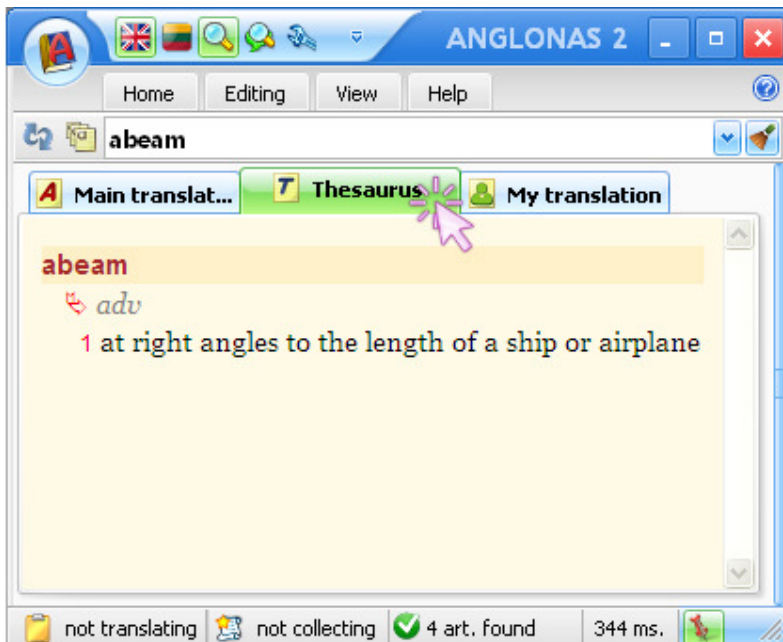 ANGLONAS 2
Home Editing View Help
abeam
A Main translat... T Thesaurus My translation
abeam
adv
1 at right angles to the length of a ship or airplane
not translating not collecting 4 art. found 344 ms.